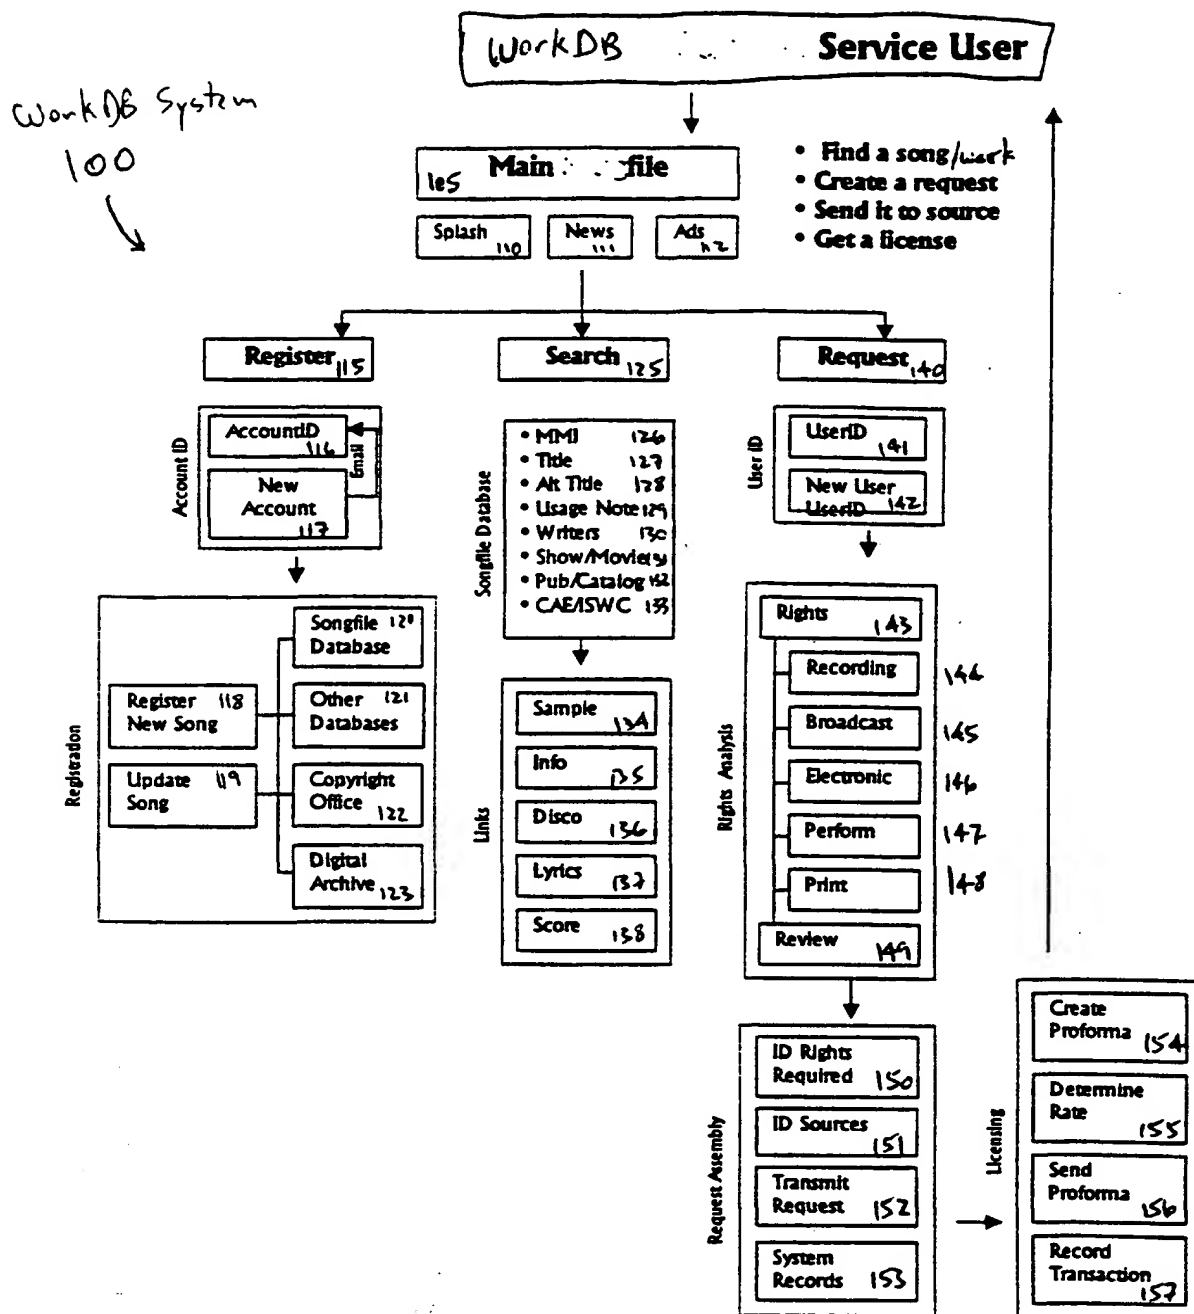 WorkDB Service User
WorkDB System
100
Main file
105
Splash 110
News 111
Ads 112
• Find a song/work
• Create a request
• Send it to source
• Get a license
Register 115
Account ID
AccountID
116
Email
New
Account
117
Registration
Register 118
New Song
Update 119
Song
Songfile 120
Database
Other 121
Databases
Copyright
Office 122
Digital
Archive 123
Search 125
Songfile Database
• MMI 126
• Title 127
• Alt Title 128
• Usage Note 129
• Writers 130
• Show/Movie 131
• Pub/Catalog 132
• CAE/ISWC 133
Links
Sample
134
Info
135
Disco
136
Lyrics
137
Score
138
Request 140
User ID
UserID
141
New User
UserID 142
Rights Analysis
Rights
143
Recording 144
Broadcast 145
Electronic 146
Perform 147
Print 148
Review 149
Request Assembly
ID Rights
Required 150
ID Sources
151
Transmit
Request 152
System
Records 153
Licensing
Create
Proforma 154
Determine
Rate 155
Send
Proforma 156
Record
Transaction 157